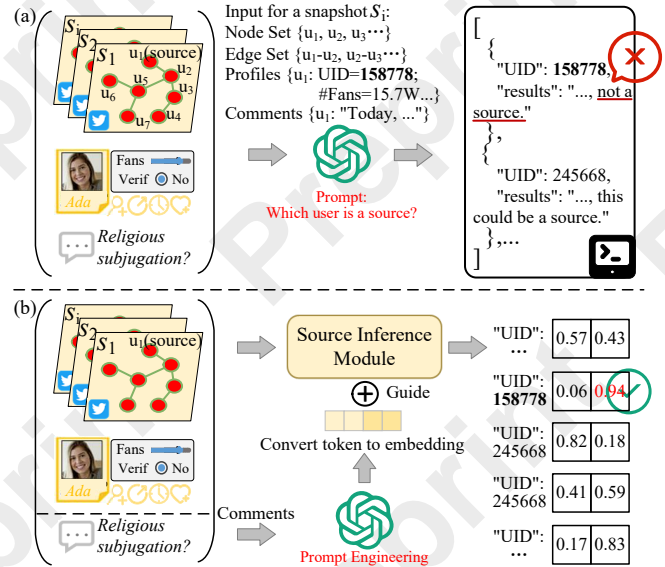 (a)
Si
S2
S1
u1(source)
u2
u3
u4
u5
u6
u7
Fans
Verif No
Ada
Religious
subjugation?
Input for a snapshot Si:
Node Set {u1, u2, u3···}
Edge Set {u1-u2, u2-u3···}
Profiles {u1: UID=158778;
#Fans=15.7W...}
Comments {u1: "Today, ..."}
Prompt:
Which user is a source?
[
{
"UID": 158778,
"results": "..., not a
source."
},
{
"UID": 245668,
"results": "..., this
could be a source."
},...
]
(b)
Si
S2
S1
u1(source)
Fans
Verif No
Ada
Religious
subjugation?
Comments
Source Inference
Module
Guide
Convert token to embedding
Prompt Engineering
"UID":
... 0.57 0.43
"UID":
158778 0.06 0.94
"UID":
245668 0.82 0.18
"UID":
245668 0.41 0.59
"UID":
... 0.17 0.83
Preprint